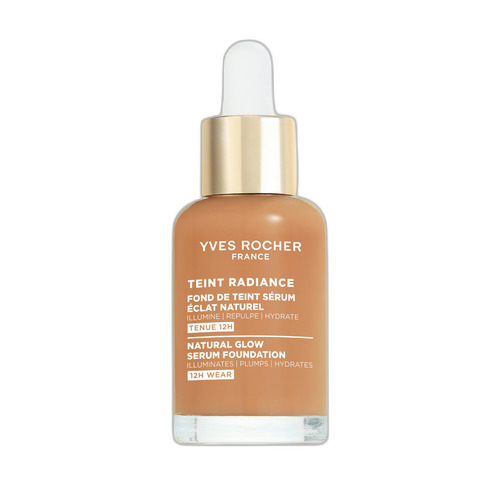 YVES ROCHER
FRANCE
TEINT RADIANCE
FOND DE TEINT SÉRUM
ÉCLAT NATUREL
ILLUMINE | REPULPE | HYDRATE
TENUE 12H
NATURAL GLOW
SERUM FOUNDATION
ILLUMINATES | PLUMPS | HYDRATES
12H WEAR